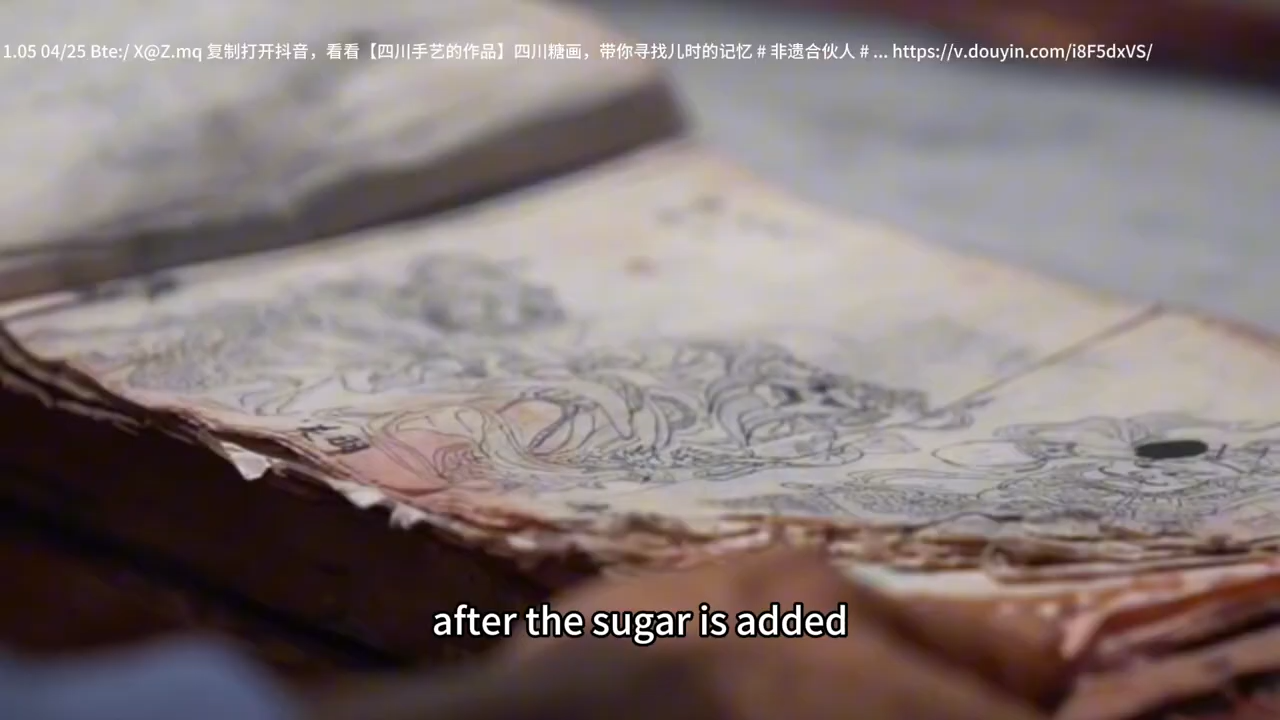 1.05 04/25 Bte:/ X@Z.mq 复制打开抖音，看看【四川手艺的作品】四川糖画，带你寻找儿时的记忆 # 非遗合伙人 # ... https://v.douyin.com/i8F5dxVS/
after the sugar is added